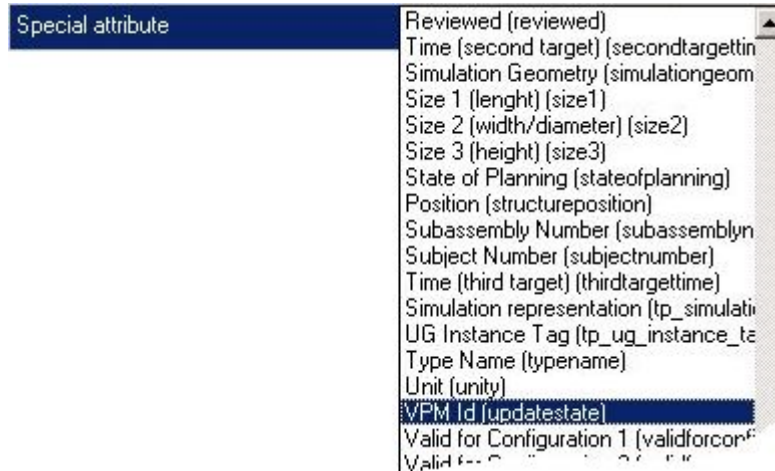 Special attribute
Reviewed (reviewed)
Time (second target) (secondtargettin
Simulation Geometry (simulationgeom
Size 1 (lenght) (size1)
Size 2 (width/diameter) (size2)
Size 3 (height) (size3)
State of Planning (stateofplanning)
Position (structureposition)
Subassembly Number (subassemblyn
Subject Number (subjectnumber)
Time (third target) (thirdtargettime)
Simulation representation (tp_simulati
UG Instance Tag (tp_ug_instance_ta
Type Name (typename)
Unit (unity)
VPM Id (updatestate)
Valid for Configuration 1 (validforconf
Valid